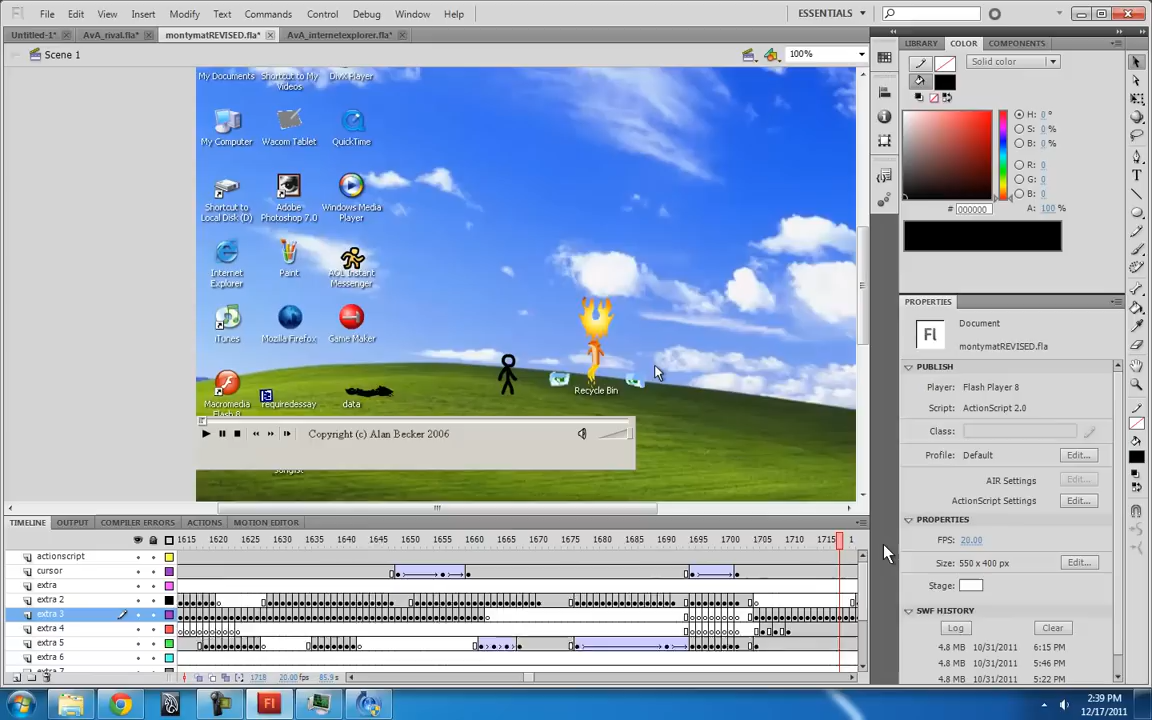 Fl File Edit View Insert Modify Text Commands Control Debug Window Help ESSENTIALS
Untitled-1* AvA_rival.fla* montymatREVISED.fla* AvA_internetexplorer.fla*
Scene 1 100%
LIBRARY COLOR COMPONENTS
Solid color
H: 0 °
S: 0 %
B: 0 %
R: 0
G: 0
B: 0
# 000000 A: 100 %
My Documents Shortcut to My Videos DivX Player
My Computer Wacom Tablet QuickTime
Shortcut to Local Disk (D) Adobe Photoshop 7.0 Windows Media Player
Internet Explorer Paint AOL Instant Messenger
iTunes Mozilla Firefox Game Maker
Macromedia Flash 8 requiredessay data
Recycle Bin
Copyright (c) Alan Becker 2006
PROPERTIES
Fl Document
montymatREVISED.fla
PUBLISH
Player: Flash Player 8
Script: ActionScript 2.0
Class:
Profile: Default Edit...
AIR Settings Edit...
ActionScript Settings Edit...
PROPERTIES
FPS: 20.00
Size: 550 x 400 px Edit...
Stage:
SWF HISTORY
Log Clear
4.8 MB 10/31/2011 6:15 PM
4.8 MB 10/31/2011 5:46 PM
4.8 MB 10/31/2011 5:22 PM
TIMELINE OUTPUT COMPILER ERRORS ACTIONS MOTION EDITOR
1615 1620 1625 1630 1635 1640 1645 1650 1655 1660 1665 1670 1675 1680 1685 1690 1695 1700 1705 1710 1715
actionscript
cursor
extra
extra 2
extra 3
extra 4
extra 5
extra 6
1718 20.00 fps 85.9s
Fl
2:39 PM
12/17/2011